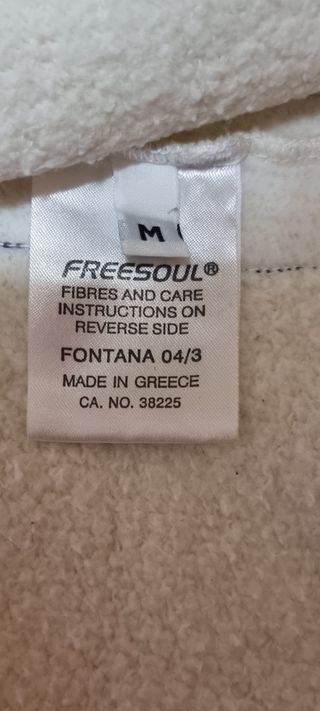 M
FREESOUL®
FIBRES AND CARE
INSTRUCTIONS ON
REVERSE SIDE
FONTANA 04/3
MADE IN GREECE
CA. NO. 38225